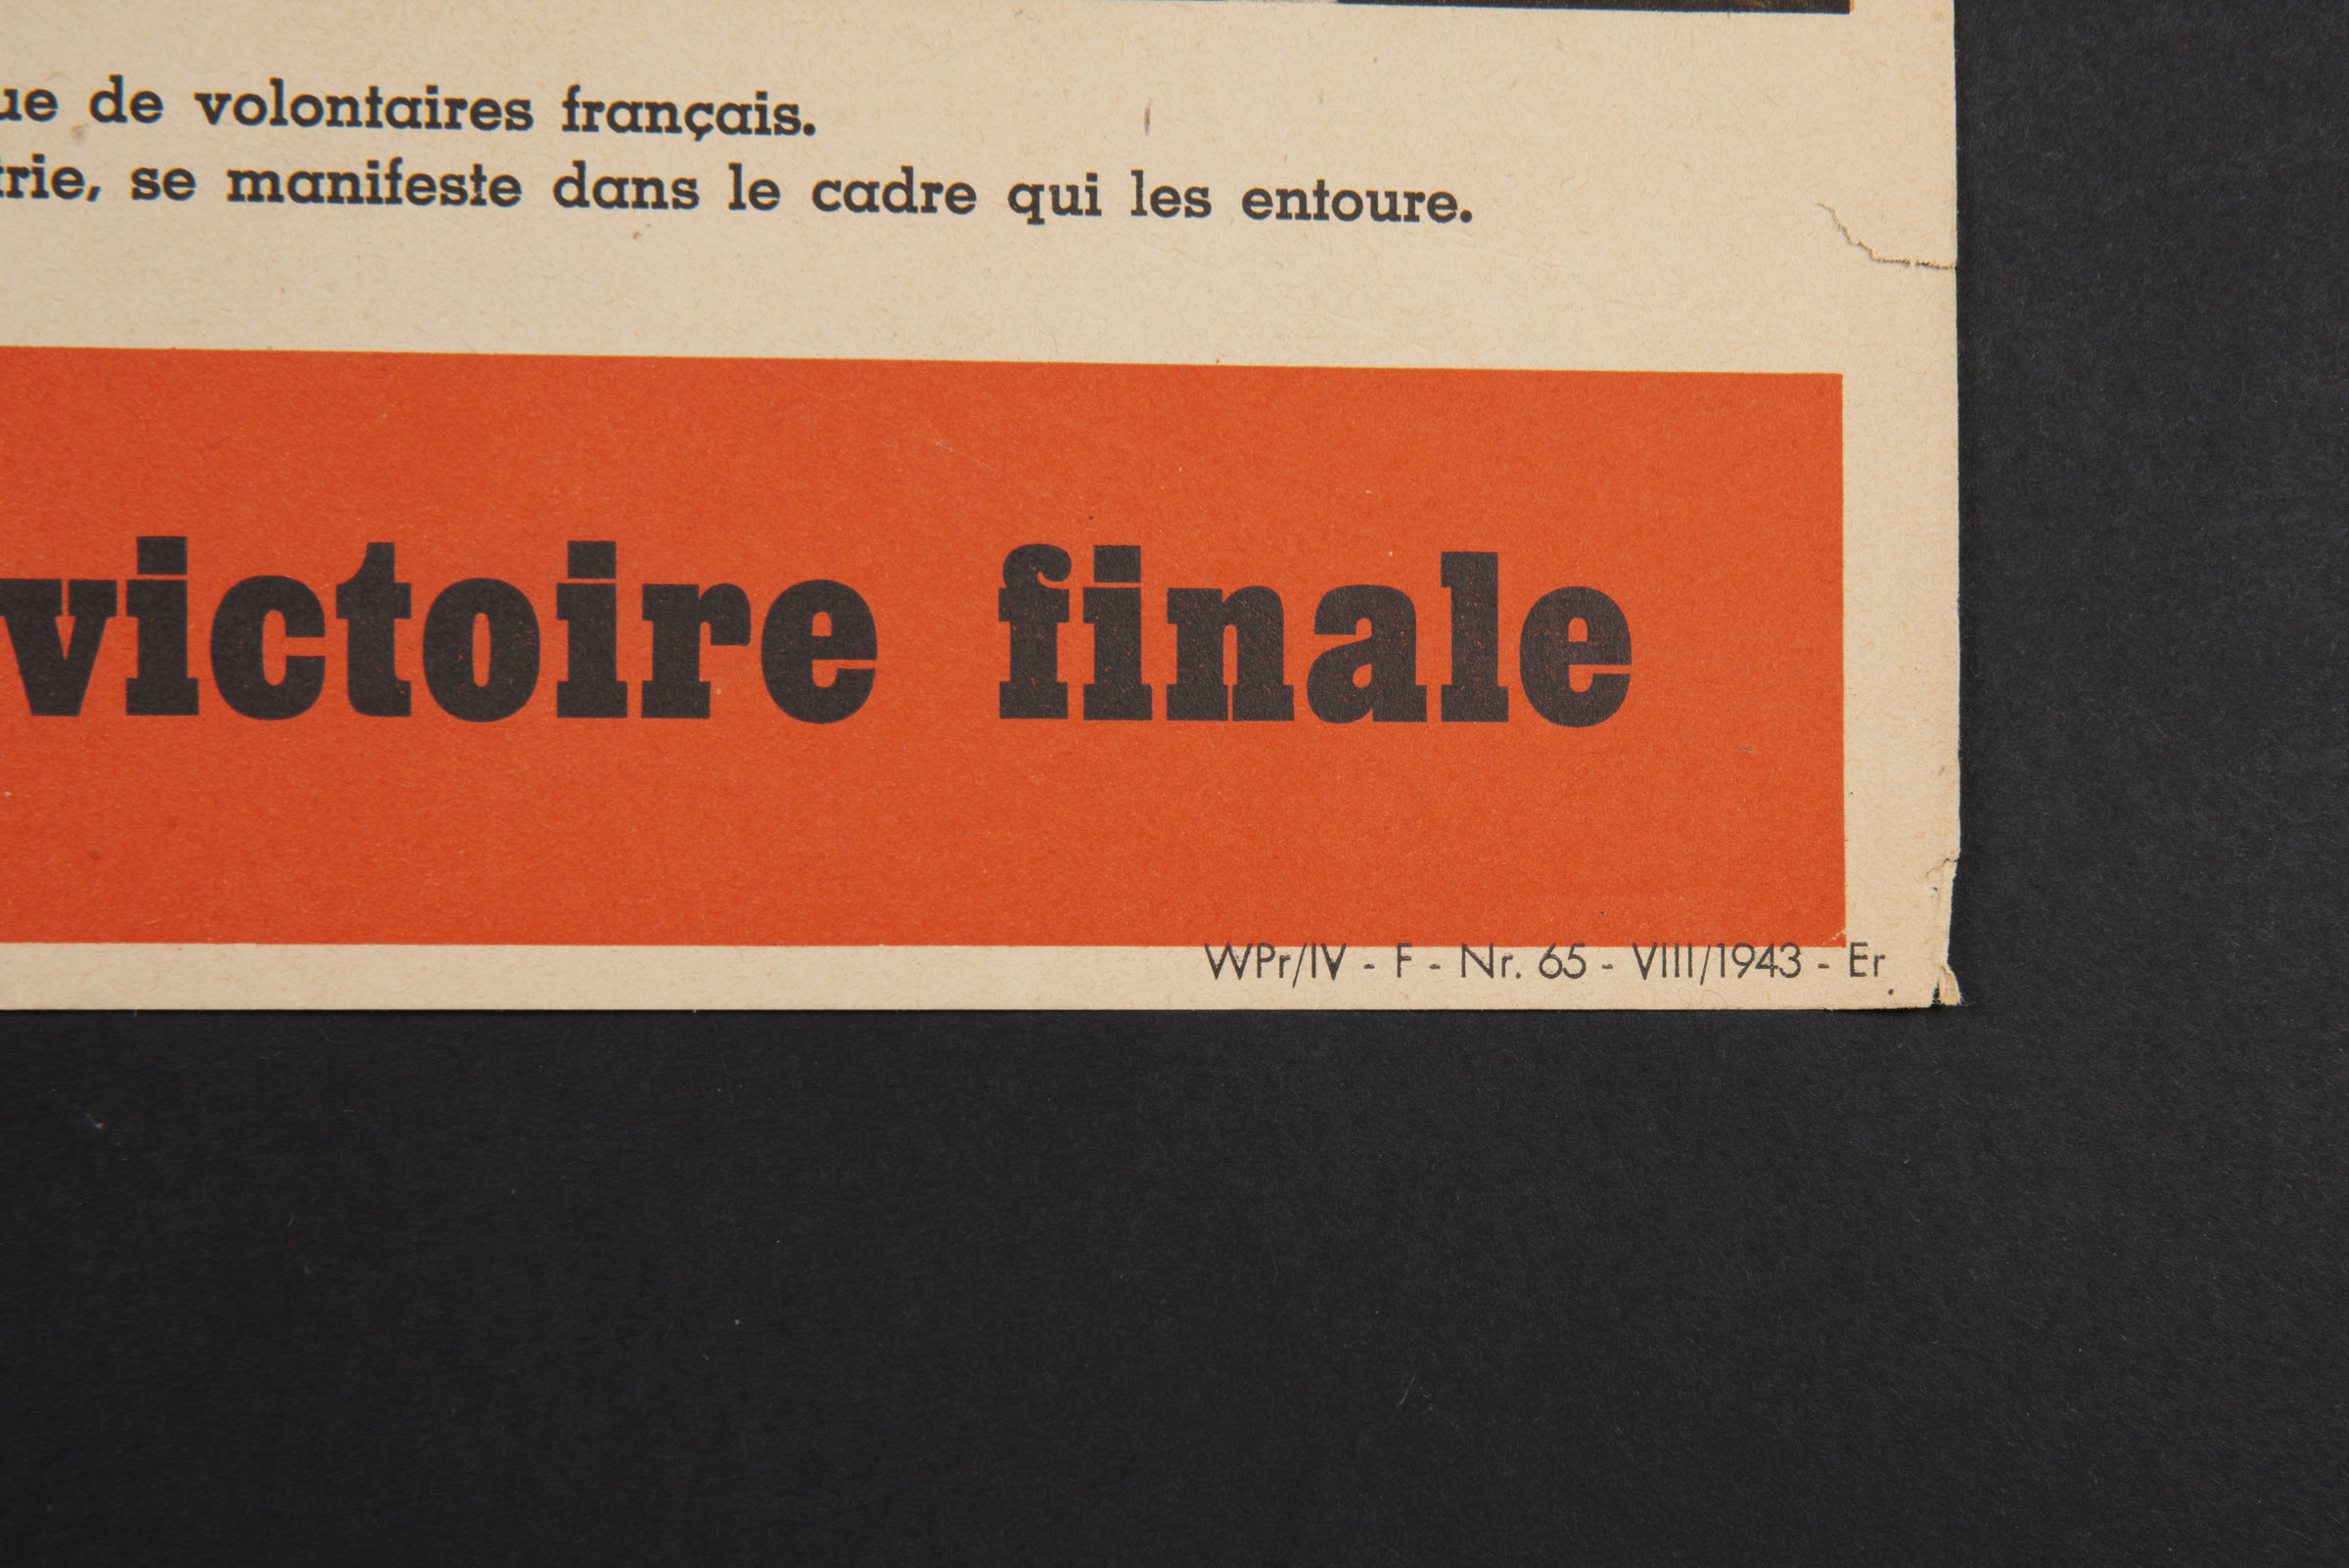 ue de volontaires français.
trie, se manifeste dans le cadre qui les entoure.
victoire finale
WPr/IV - F - Nr. 65 - VIII/1943 - Er.